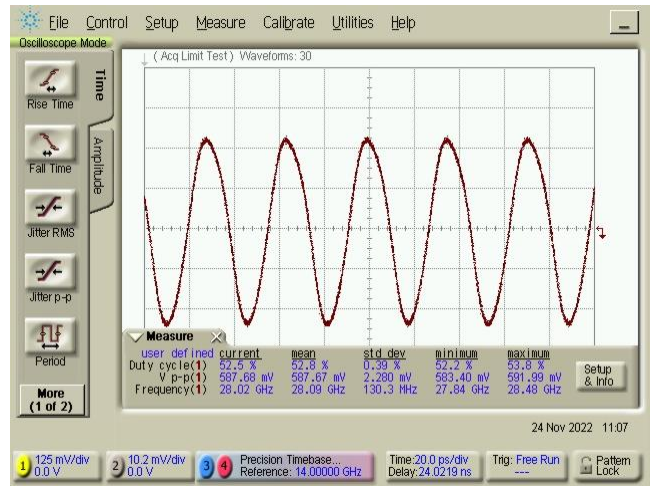 File Control Setup Measure Calibrate Utilities Help
Oscilloscope Mode
( Acq Limit Test ) Waveforms: 30
Time
Amplitude
Rise Time
Fall Time
Jitter RMS
Jitter p-p
Period
More
(1 of 2)
Measure
user defined current mean std dev minimum maximum
Duty cycle(1) 52.5 % 52.8 % 0.39 % 52.2 % 53.8 %
V p-p(1) 587.68 mV 587.67 mV 2.280 mV 583.40 mV 591.99 mV
Frequency(1) 28.02 GHz 28.09 GHz 130.3 MHz 27.84 GHz 28.48 GHz
Setup
& Info
24 Nov 2022 11:07
1 125 mV/div
0.0 V
2 10.2 mV/div
0.0 V
3 4 Precision Timebase...
Reference: 14.00000 GHz
Time:20.0 ps/div
Delay:24.0219 ns
Trig: Free Run
---
Pattern
Lock